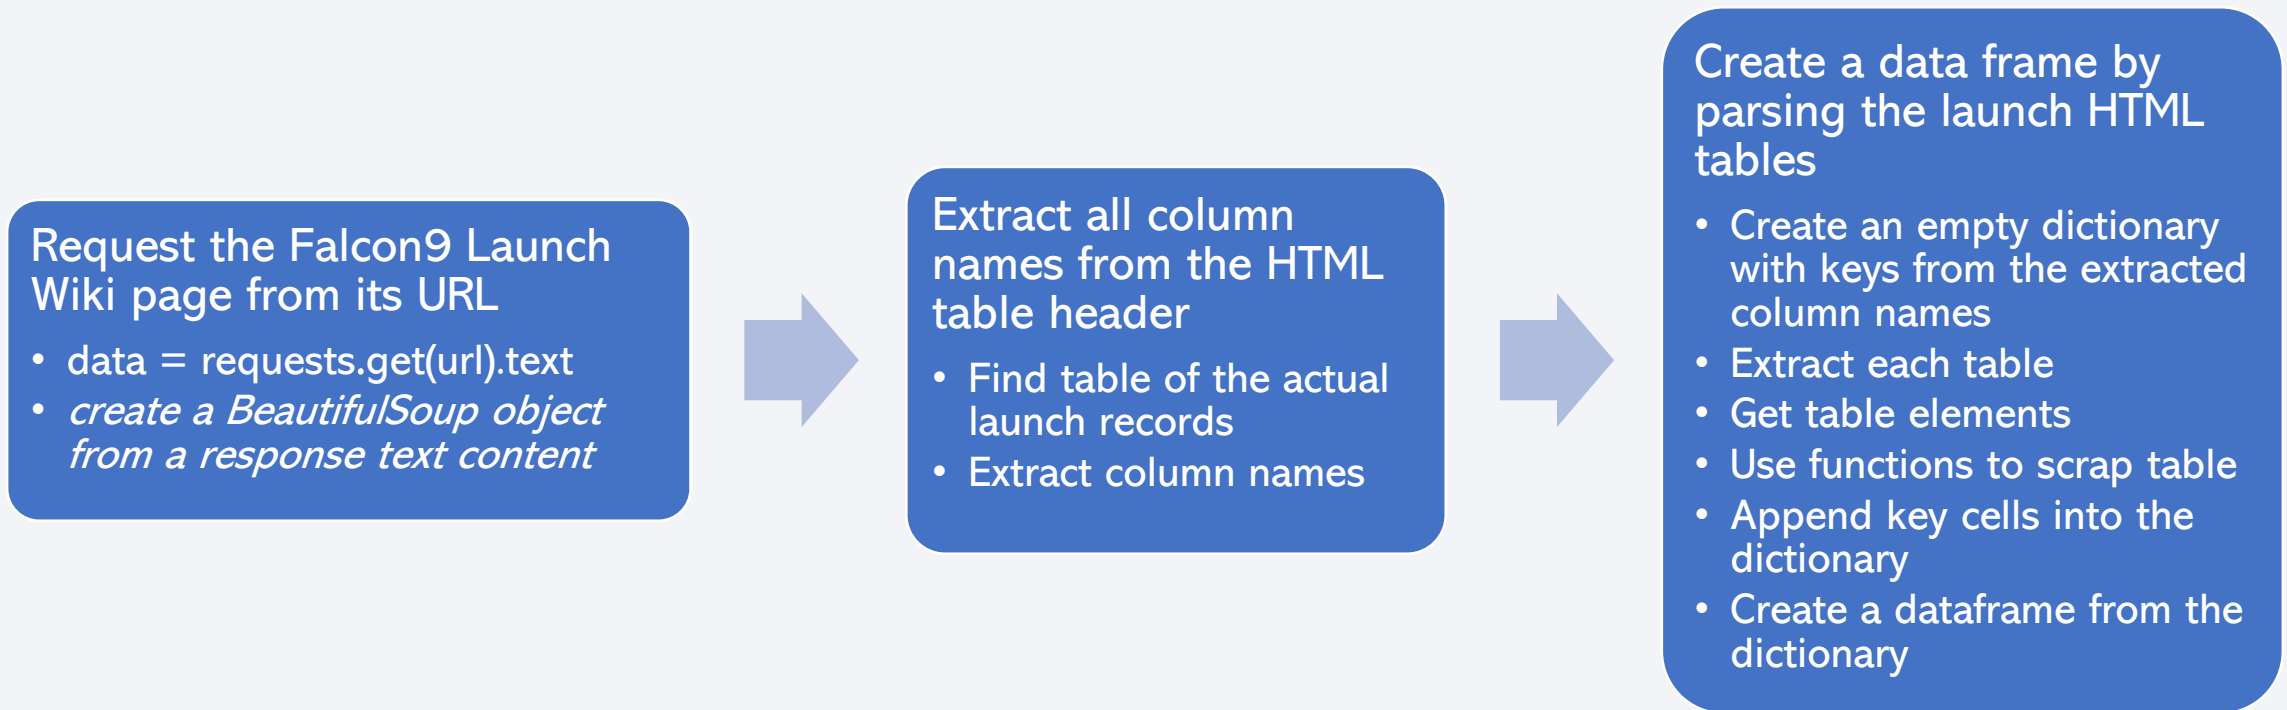 Request the Falcon9 Launch
Wiki page from its URL
• data = requests.get(url).text
• create a BeautifulSoup object
from a response text content
Extract all column
names from the HTML
table header
• Find table of the actual
launch records
• Extract column names
Create a data frame by
parsing the launch HTML
tables
• Create an empty dictionary
with keys from the extracted
column names
• Extract each table
• Get table elements
• Use functions to scrap table
• Append key cells into the
dictionary
• Create a dataframe from the
dictionary